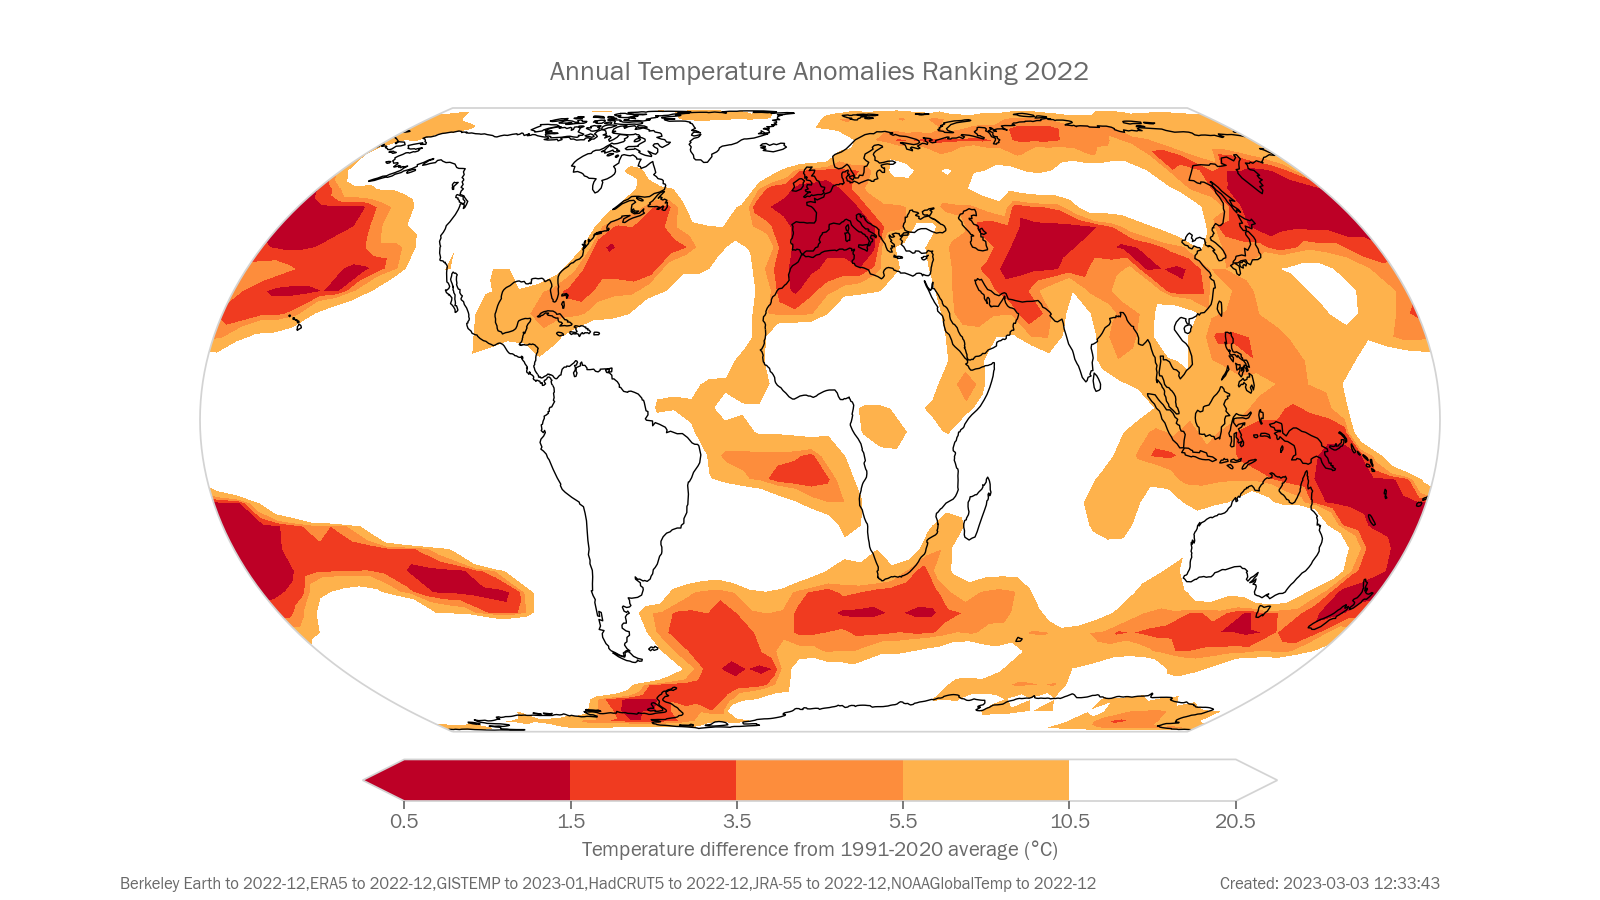 Annual Temperature Anomalies Ranking 2022
0.5 1.5 3.5 5.5 10.5 20.5
Temperature difference from 1991-2020 average (°C)
Berkeley Earth to 2022-12,ERA5 to 2022-12,GISTEMP to 2023-01,HadCRUT5 to 2022-12,JRA-55 to 2022-12,NOAAGlobalTemp to 2022-12 Created: 2023-03-03 12:33:43